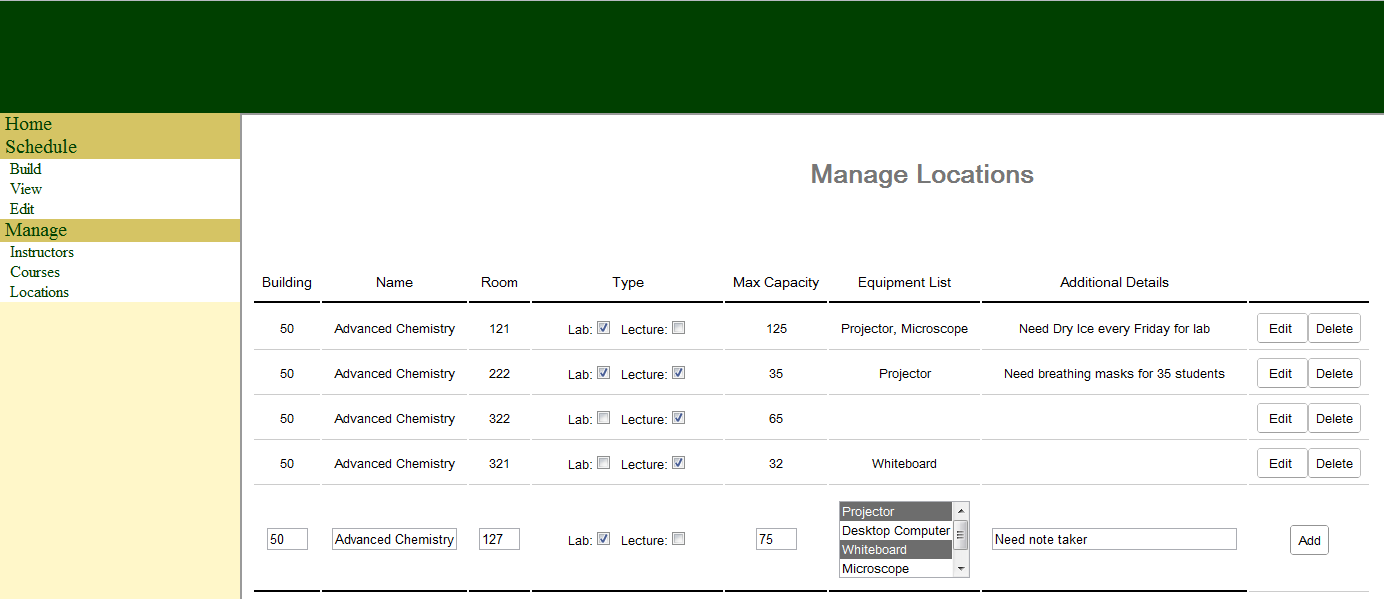 Home
Schedule
Build
View
Edit
Manage
Instructors
Courses
Locations
Manage Locations
Building Name Room Type Max Capacity Equipment List Additional Details
50 Advanced Chemistry 121 Lab: Lecture: 125 Projector, Microscope Need Dry Ice every Friday for lab Edit Delete
50 Advanced Chemistry 222 Lab: Lecture: 35 Projector Need breathing masks for 35 students Edit Delete
50 Advanced Chemistry 322 Lab: Lecture: 65 Edit Delete
50 Advanced Chemistry 321 Lab: Lecture: 32 Whiteboard Edit Delete
50 Advanced Chemistry 127 Lab: Lecture: 75 Projector
Desktop Computer
Whiteboard
Microscope
Need note taker Add